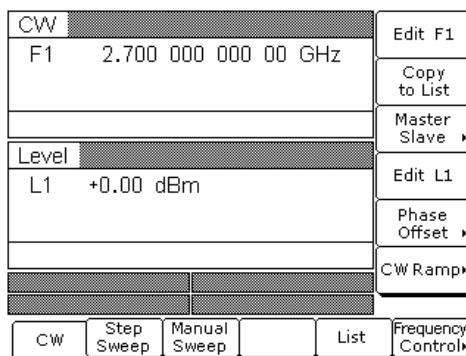 CW
F1 2.700 000 000 00 GHz
Level
L1 +0.00 dBm
Edit F1
Copy
to List
Master
Slave
Edit L1
Phase
Offset
CW Ramp
CW
Step
Sweep
Manual
Sweep
List
Frequency
Control